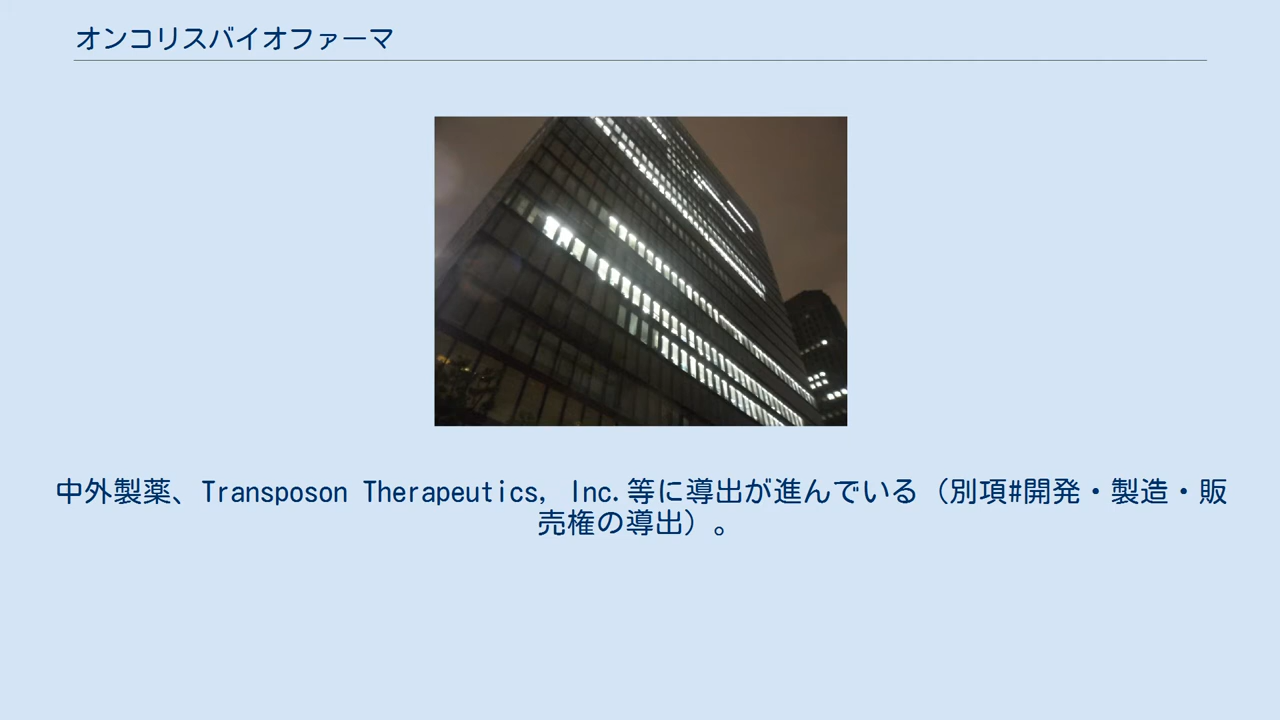 オンコリスバイオファーマ
中外製薬、Transposon Therapeutics, Inc.等に導出が進んでいる（別項#開発・製造・販
売権の導出）。